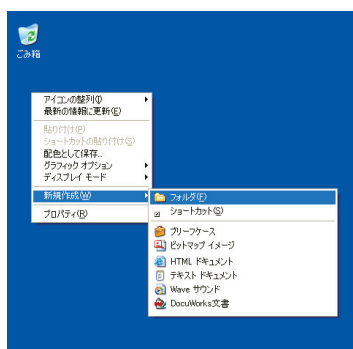 ごみ箱
アイコンの整列(I)
最新の情報に更新(E)
貼り付け(P)
ショートカットの貼り付け(S)
配色として保存...
グラフィック オプション
ディスプレイ モード
新規作成(W)
プロパティ(R)
フォルダ(F)
ショートカット(S)
ブリーフケース
ビットマップ イメージ
HTML ドキュメント
テキスト ドキュメント
Wave サウンド
DocuWorks文書